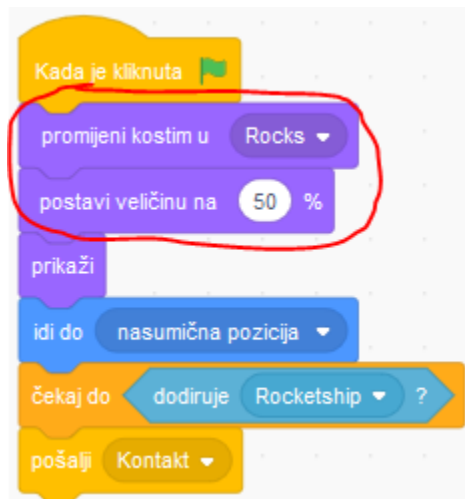 Kada je kliknuta
promijeni kostim u Rocks
postavi veličinu na 50 %
prikaži
idi do nasumična pozicija
čekaj do dodiruje Rocketship ?
pošalji Kontakt